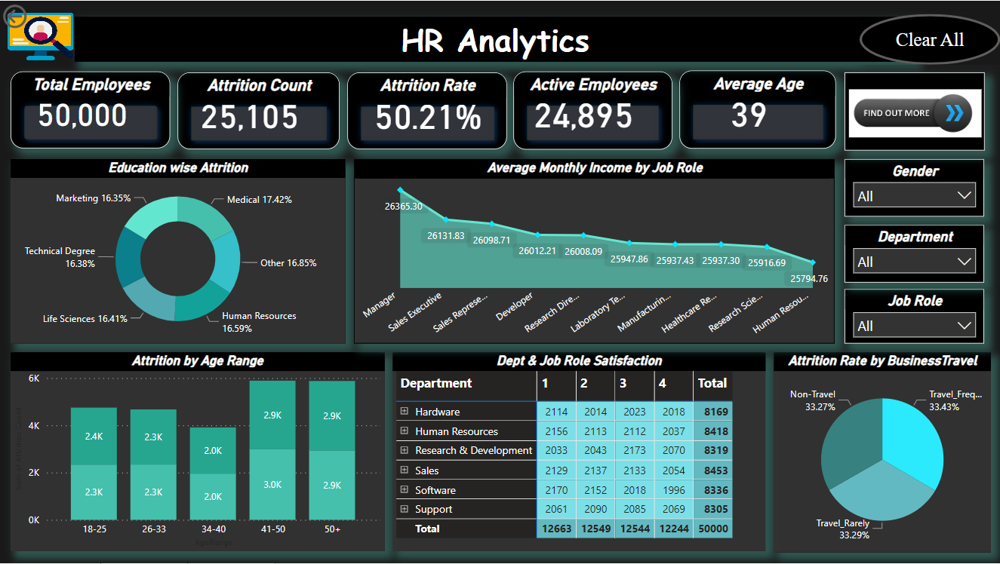 HR Analytics
Clear All
Total Employees
50,000
Attrition Count
25,105
Attrition Rate
50.21%
Active Employees
24,895
Average Age
39
FIND OUT MORE
Education wise Attrition
Marketing 16.35%
Medical 17.42%
Technical Degree
16.38%
Other 16.85%
Life Sciences 16.41%
Human Resources
16.59%
Average Monthly Income by Job Role
26365.30
26131.83
26098.71
26012.21
26008.09
25947.86
25937.43
25937.30
25916.69
25794.76
Manager
Sales Executive
Sales Represe...
Developer
Research Dire...
Laboratory Te...
Manufacturin...
Healthcare Re...
Research Scie...
Human Resou...
Gender
All
Department
All
Job Role
All
Attrition by Age Range
Sum of Attrition Count
6K
4K
2K
0K
2.4K
2.3K
2.3K
2.3K
2.0K
2.0K
2.9K
3.0K
2.9K
2.9K
18-25
26-33
34-40
41-50
50+
AgeRange
Dept & Job Role Satisfaction
Department 1 2 3 4 Total
Hardware 2114 2014 2023 2018 8169
Human Resources 2156 2113 2112 2037 8418
Research & Development 2033 2043 2173 2070 8319
Sales 2129 2137 2133 2054 8453
Software 2170 2152 2018 1996 8336
Support 2061 2090 2085 2069 8305
Total 12663 12549 12544 12244 50000
Attrition Rate by BusinessTravel
Non-Travel
33.27%
Travel_Freq...
33.43%
Travel_Rarely
33.29%